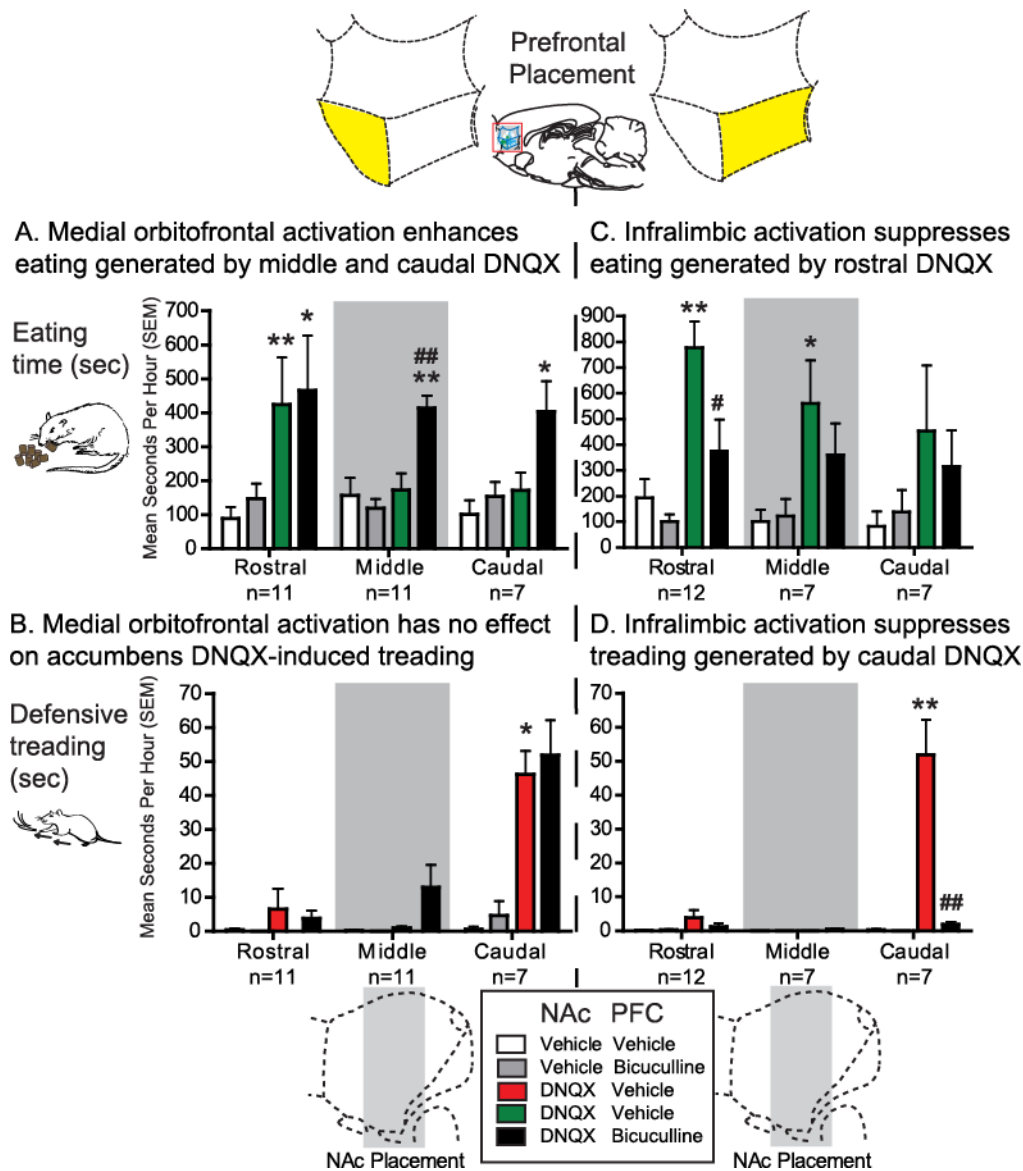 Prefrontal
Placement
A. Medial orbitofrontal activation enhances
eating generated by middle and caudal DNQX
C. Infralimbic activation suppresses
eating generated by rostral DNQX
Eating
time (sec)
Mean Seconds Per Hour (SEM)
700
600
500
400
300
200
100
0
**
*
##
**
*
Rostral
Middle
Caudal
n=11
n=11
n=7
900
800
700
600
500
400
300
200
100
0
**
#
*
Rostral
Middle
Caudal
n=12
n=7
n=7
B. Medial orbitofrontal activation has no effect
on accumbens DNQX-induced treading
D. Infralimbic activation suppresses
treading generated by caudal DNQX
Defensive
treading
(sec)
Mean Seconds Per Hour (SEM)
70
60
50
40
30
20
10
0
*
Rostral
Middle
Caudal
n=11
n=11
n=7
70
60
50
40
30
20
10
0
**
##
Rostral
Middle
Caudal
n=12
n=7
n=7
NAc PFC
Vehicle Vehicle
Vehicle Bicuculline
DNQX Vehicle
DNQX Vehicle
DNQX Bicuculline
NAc Placement
NAc Placement